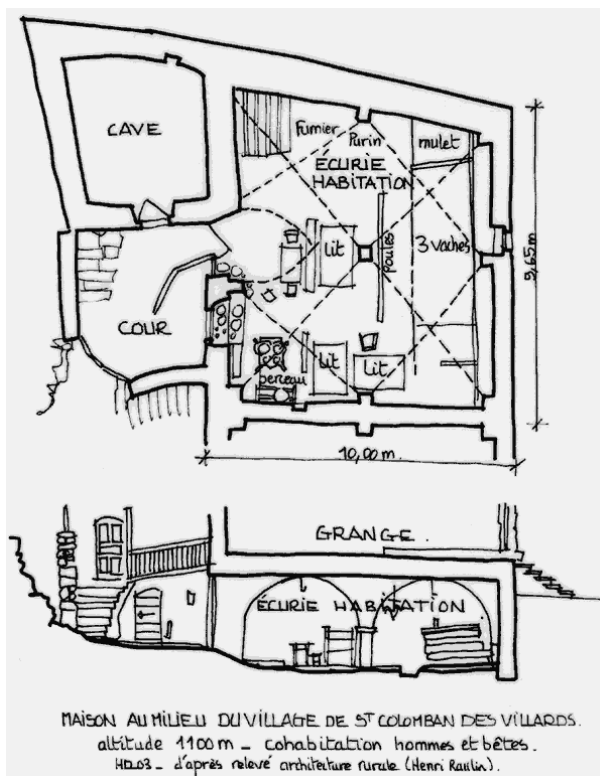 CAVE
Fumier
Purin
mulet
ÉCURIE
HABITATION
lit
poules
3 vaches
9,65 m
COUR
berceau
lit
Lit
10,00 m.
GRANGE.
ÉCURIE HABITATION
MAISON AU MILIEU DU VILLAGE DE ST COLOMBAN DES VILLARDS.
altitude 1100 m _ cohabitation hommes et bêtes.
d'après relevé architecture rurale (Henri Raulin).